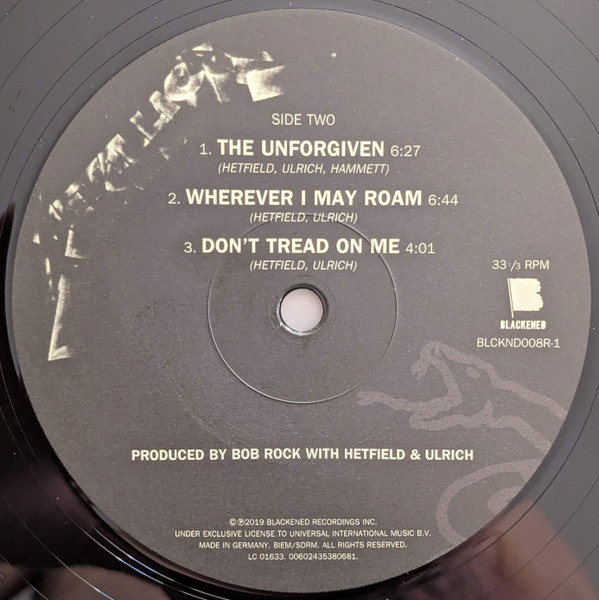 METALLICA
SIDE TWO
1. THE UNFORGIVEN 6:27
(HETFIELD, ULRICH, HAMMETT)
2. WHEREVER I MAY ROAM 6:44
(HETFIELD, ULRICH)
3. DON'T TREAD ON ME 4:01
(HETFIELD, ULRICH)
33 1/3 RPM
B
BLACKENED
BLCKND008R-1
PRODUCED BY BOB ROCK WITH HETFIELD & ULRICH
©℗2019 BLACKENED RECORDINGS INC.
UNDER EXCLUSIVE LICENSE TO UNIVERSAL INTERNATIONAL MUSIC B.V.
MADE IN GERMANY. BIEM/SDRM. ALL RIGHTS RESERVED.
LC 01633. 00602435380681.